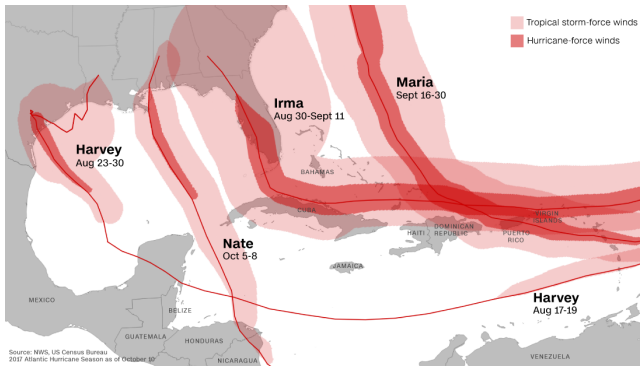 Tropical storm-force winds
Hurricane-force winds
Maria
Sept 16-30
Irma
Aug 30-Sept 11
Harvey
Aug 23-30
BAHAMAS
CUBA
VIRGIN
ISLANDS
DOMINICAN
REPUBLIC
HAITI
PUERTO
RICO
Nate
Oct 5-8
JAMAICA
MEXICO
BELIZE
Harvey
Aug 17-19
GUATEMALA
HONDURAS
NICARAGUA
VENEZUELA
Source: NWS, US Census Bureau
2017 Atlantic Hurricane Season as of October 10